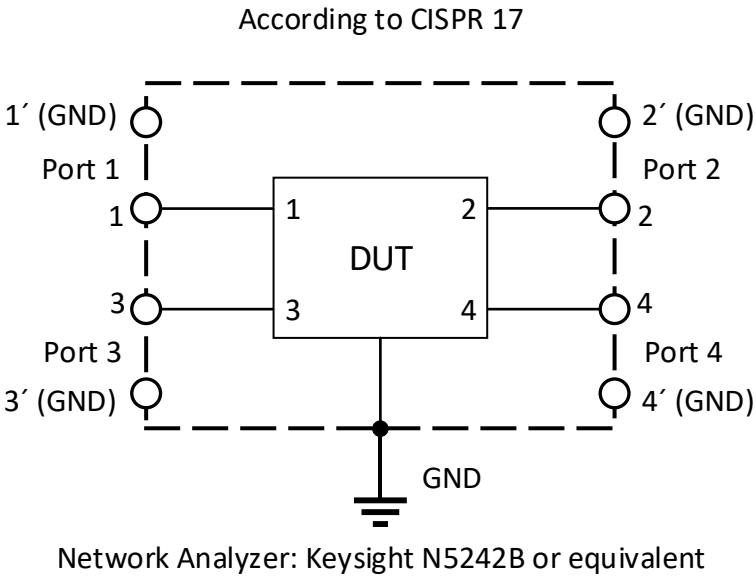 According to CISPR 17
1´ (GND)
2´ (GND)
Port 1
Port 2
1
1
2
2
DUT
3
3
4
4
Port 3
Port 4
3´ (GND)
4´ (GND)
GND
Network Analyzer: Keysight N5242B or equivalent